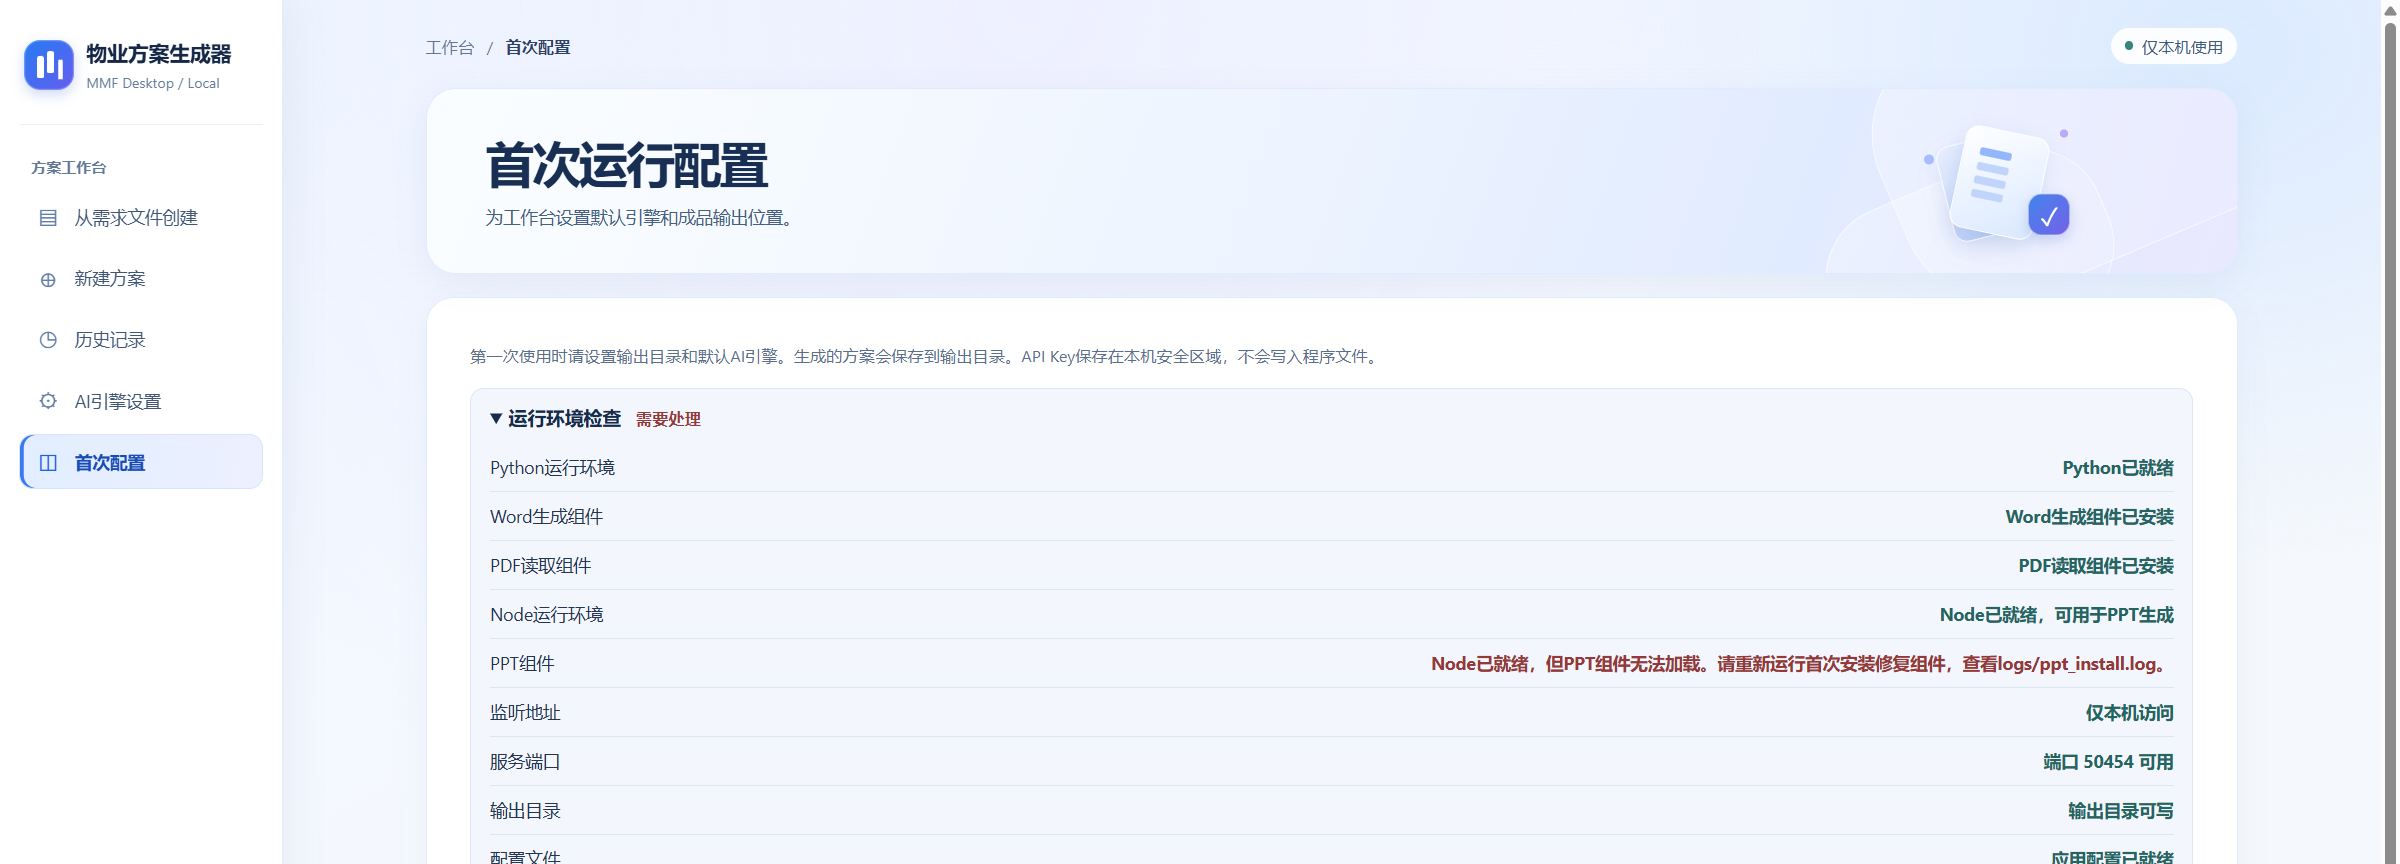 物业方案生成器
MMF Desktop / Local
方案工作台
从需求文件创建
新建方案
历史记录
AI引擎设置
首次配置
工作台 / 首次配置
仅本机使用
首次运行配置
为工作台设置默认引擎和成品输出位置。
第一次使用时请设置输出目录和默认AI引擎。生成的方案会保存到输出目录。API Key保存在本机安全区域，不会写入程序文件。
▼ 运行环境检查 需要处理
Python运行环境 Python已就绪
Word生成组件 Word生成组件已安装
PDF读取组件 PDF读取组件已安装
Node运行环境 Node已就绪，可用于PPT生成
PPT组件 Node已就绪，但PPT组件无法加载。请重新运行首次安装修复组件，查看logs/ppt_install.log。
监听地址 仅本机访问
服务端口 端口 50454 可用
输出目录 输出目录可写
配置文件 应用配置已就绪